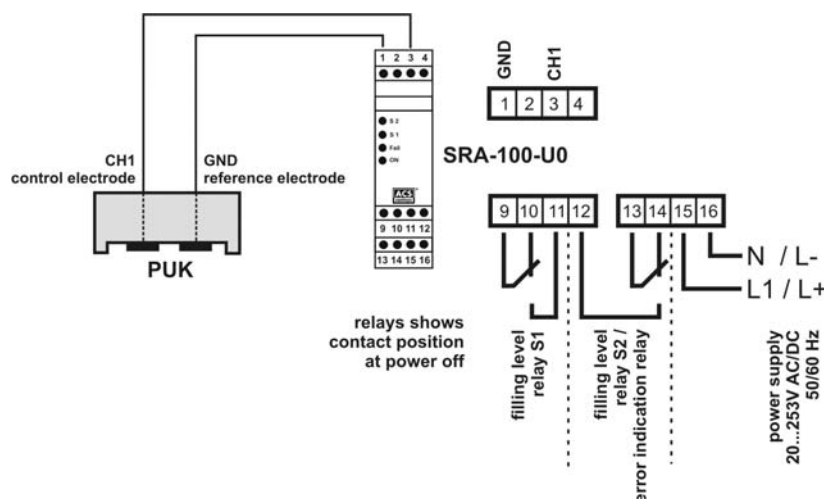 1 2 3 4
GND
CH1
1 2 3 4
S 2
S 1
Fail
ON
SRA-100-U0
CH1
control electrode
GND
reference electrode
ACS
PUK
9 10 11 12
13 14 15 16
9 10 11 12
13 14 15 16
N / L-
L1 / L+
relays shows
contact position
at power off
filling level
relay S1
filling level
relay S2 /
error indication relay
power supply
20...253V AC/DC
50/60 Hz